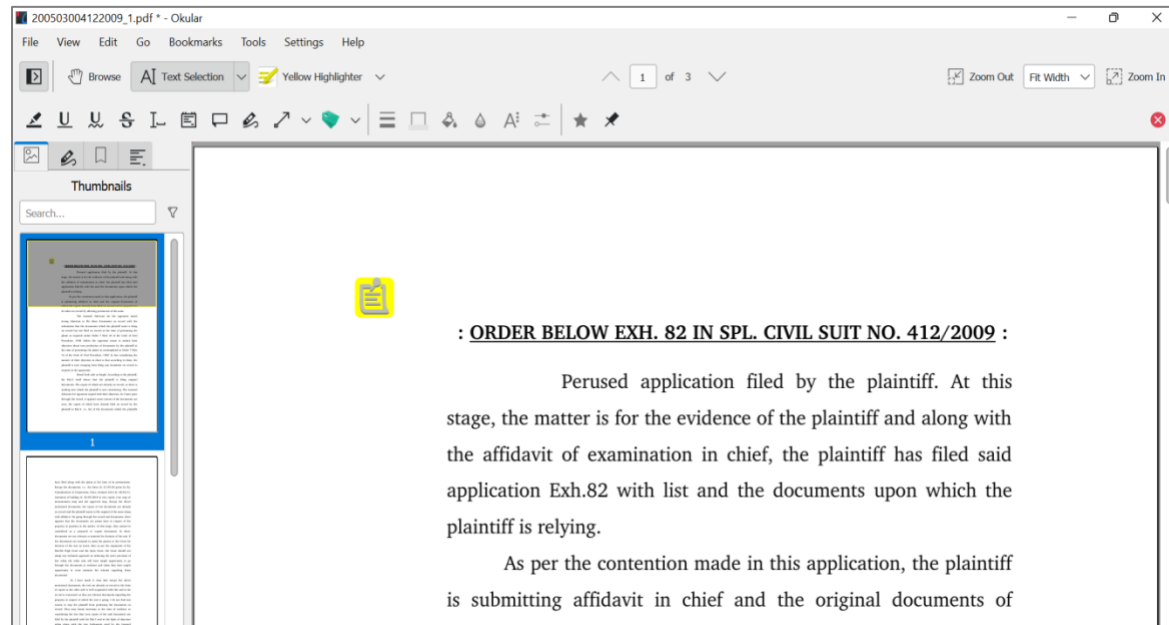 200503004122009_1.pdf * - Okular
File View Edit Go Bookmarks Tools Settings Help
Browse Text Selection Yellow Highlighter 1 of 3 Zoom Out Fit Width Zoom In
Thumbnails
Search...
1
: ORDER BELOW EXH. 82 IN SPL. CIVIL SUIT NO. 412/2009 :
Perused application filed by the plaintiff. At this
stage, the matter is for the evidence of the plaintiff and along with
the affidavit of examination in chief, the plaintiff has filed said
application Exh.82 with list and the documents upon which the
plaintiff is relying.
As per the contention made in this application, the plaintiff
is submitting affidavit in chief and the original documents of